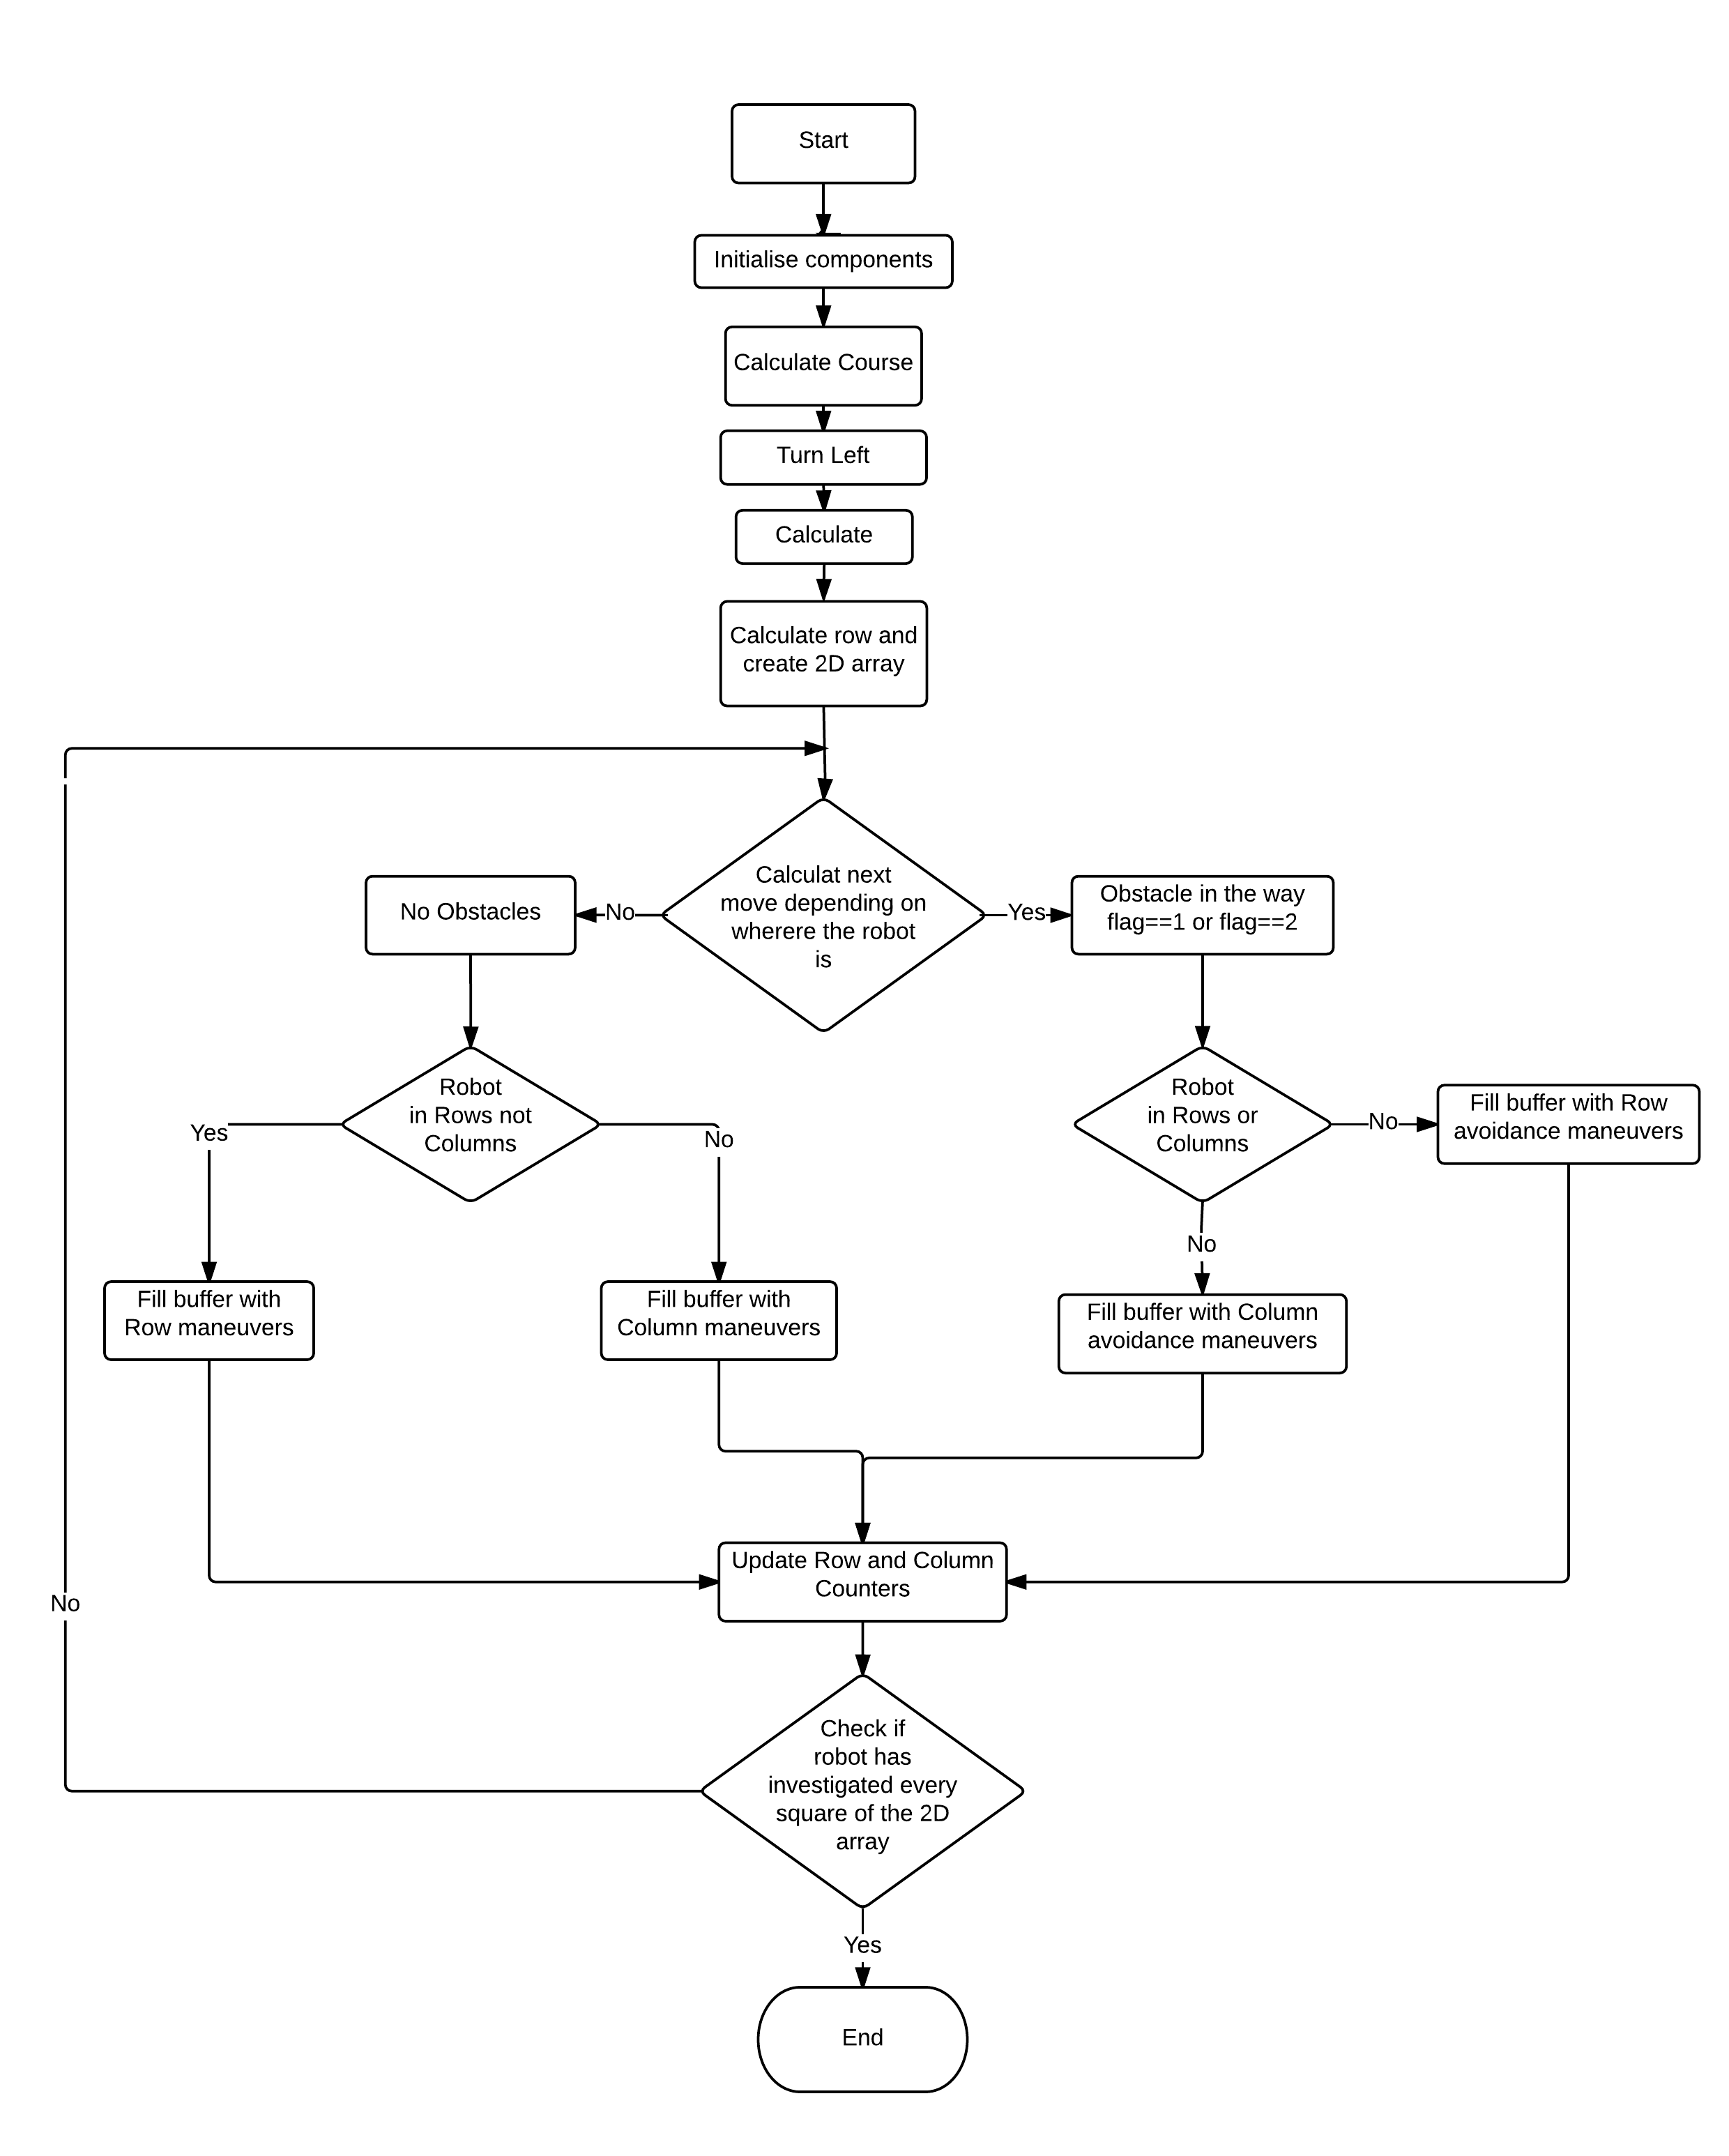 Start
Initialise components
Calculate Course
Turn Left
Calculate
Calculate row and
create 2D array
Calculat next
move depending on
wherere the robot
is
No
Yes
No Obstacles
Obstacle in the way
flag==1 or flag==2
Robot
in Rows not
Columns
Yes
No
Robot
in Rows or
Columns
No
Fill buffer with Row
avoidance maneuvers
No
Fill buffer with
Row maneuvers
Fill buffer with
Column maneuvers
Fill buffer with Column
avoidance maneuvers
Update Row and Column
Counters
No
Check if
robot has
investigated every
square of the 2D
array
Yes
End